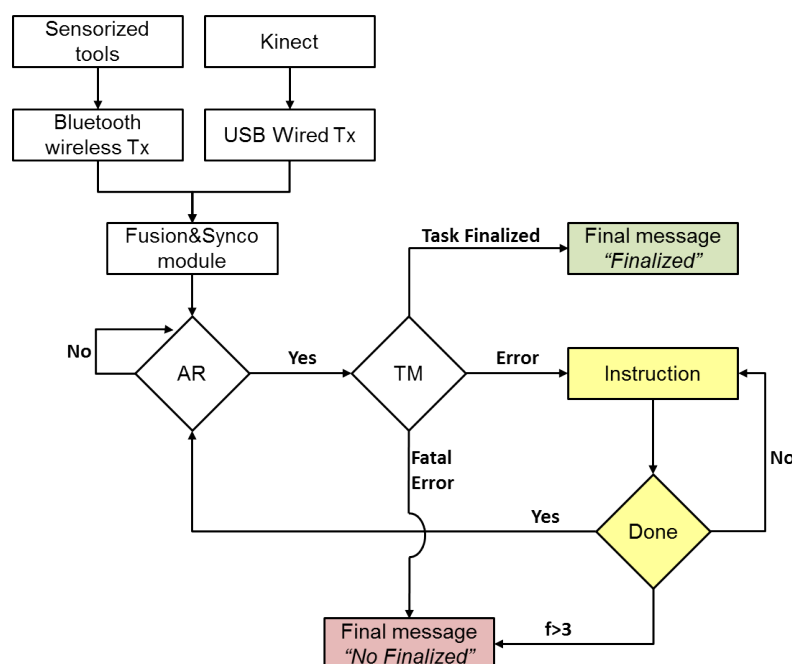 Sensorized
tools
Kinect
Bluetooth
wireless Tx
USB Wired Tx
Fusion&Synco
module
Task Finalized
Final message
“Finalized”
No
AR
Yes
TM
Error
Instruction
Fatal
Error
No
Yes
Done
f>3
Final message
“No Finalized”